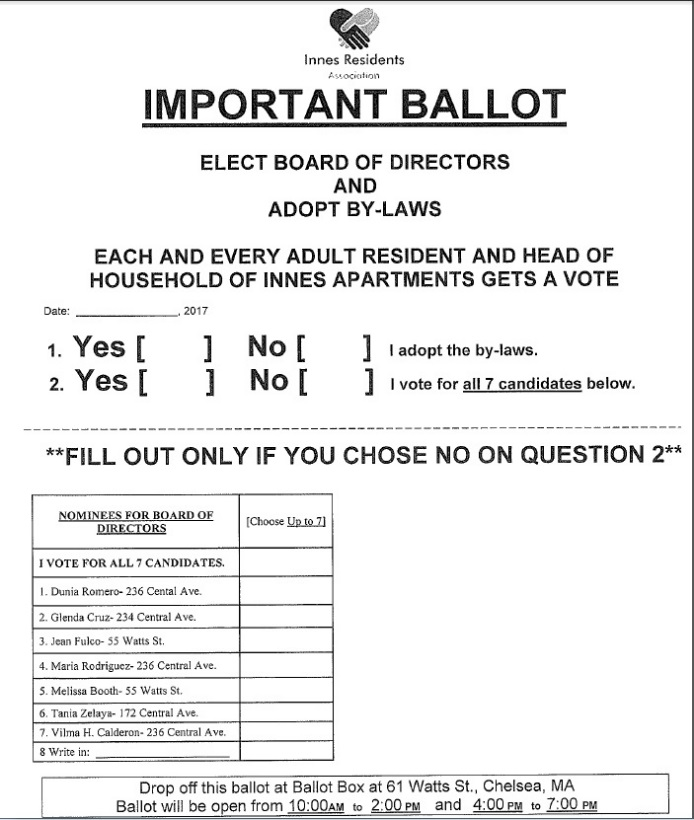 Innes Residents
Association
IMPORTANT BALLOT
ELECT BOARD OF DIRECTORS
AND
ADOPT BY-LAWS
EACH AND EVERY ADULT RESIDENT AND HEAD OF
HOUSEHOLD OF INNES APARTMENTS GETS A VOTE
Date: ________________, 2017
1. Yes [ ] No [ ] I adopt the by-laws.
2. Yes [ ] No [ ] I vote for all 7 candidates below.
**FILL OUT ONLY IF YOU CHOSE NO ON QUESTION 2**
NOMINEES FOR BOARD OF
DIRECTORS
[Choose Up to 7]
I VOTE FOR ALL 7 CANDIDATES.
1. Dunia Romero- 236 Cental Ave.
2. Glenda Cruz- 234 Central Ave.
3. Jean Fulco- 55 Watts St.
4. Maria Rodriguez- 236 Central Ave.
5. Melissa Booth- 55 Watts St.
6. Tania Zelaya- 172 Central Ave.
7. Vilma H. Calderon- 236 Central Ave.
8 Write in: ____________________
Drop off this ballot at Ballot Box at 61 Watts St., Chelsea, MA
Ballot will be open from 10:00AM to 2:00 PM and 4:00 PM to 7:00 PM